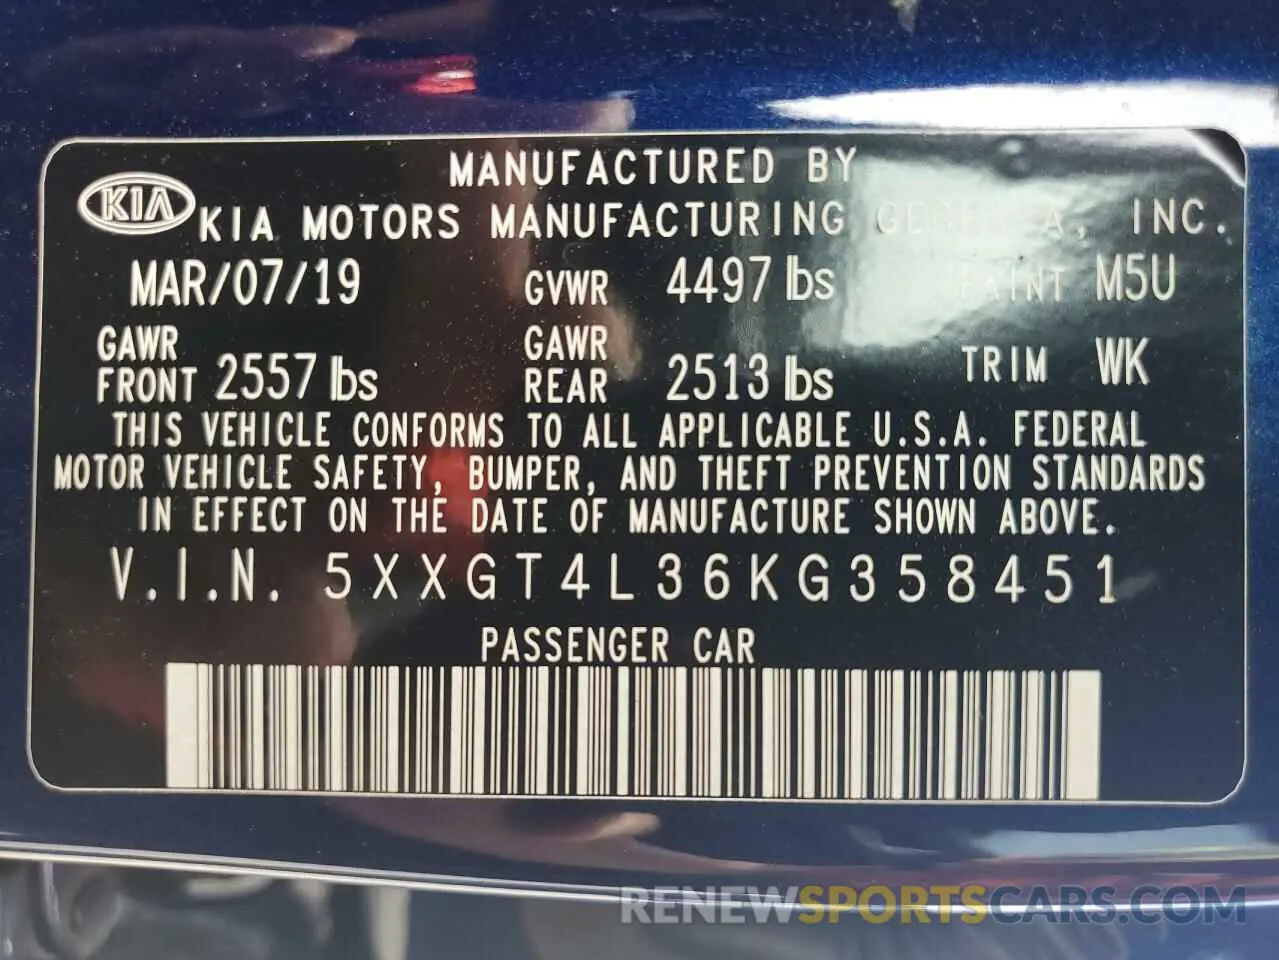 MANUFACTURED BY
KIA KIA MOTORS MANUFACTURING GEORGIA, INC.
MAR/07/19 GVWR 4497 lbs PAINT M5U
GAWR FRONT 2557 lbs GAWR REAR 2513 lbs TRIM WK
THIS VEHICLE CONFORMS TO ALL APPLICABLE U.S.A. FEDERAL
MOTOR VEHICLE SAFETY, BUMPER, AND THEFT PREVENTION STANDARDS
IN EFFECT ON THE DATE OF MANUFACTURE SHOWN ABOVE.
V.I.N. 5XXGT4L36KG358451
PASSENGER CAR
RENEWSPORTSCARS.COM